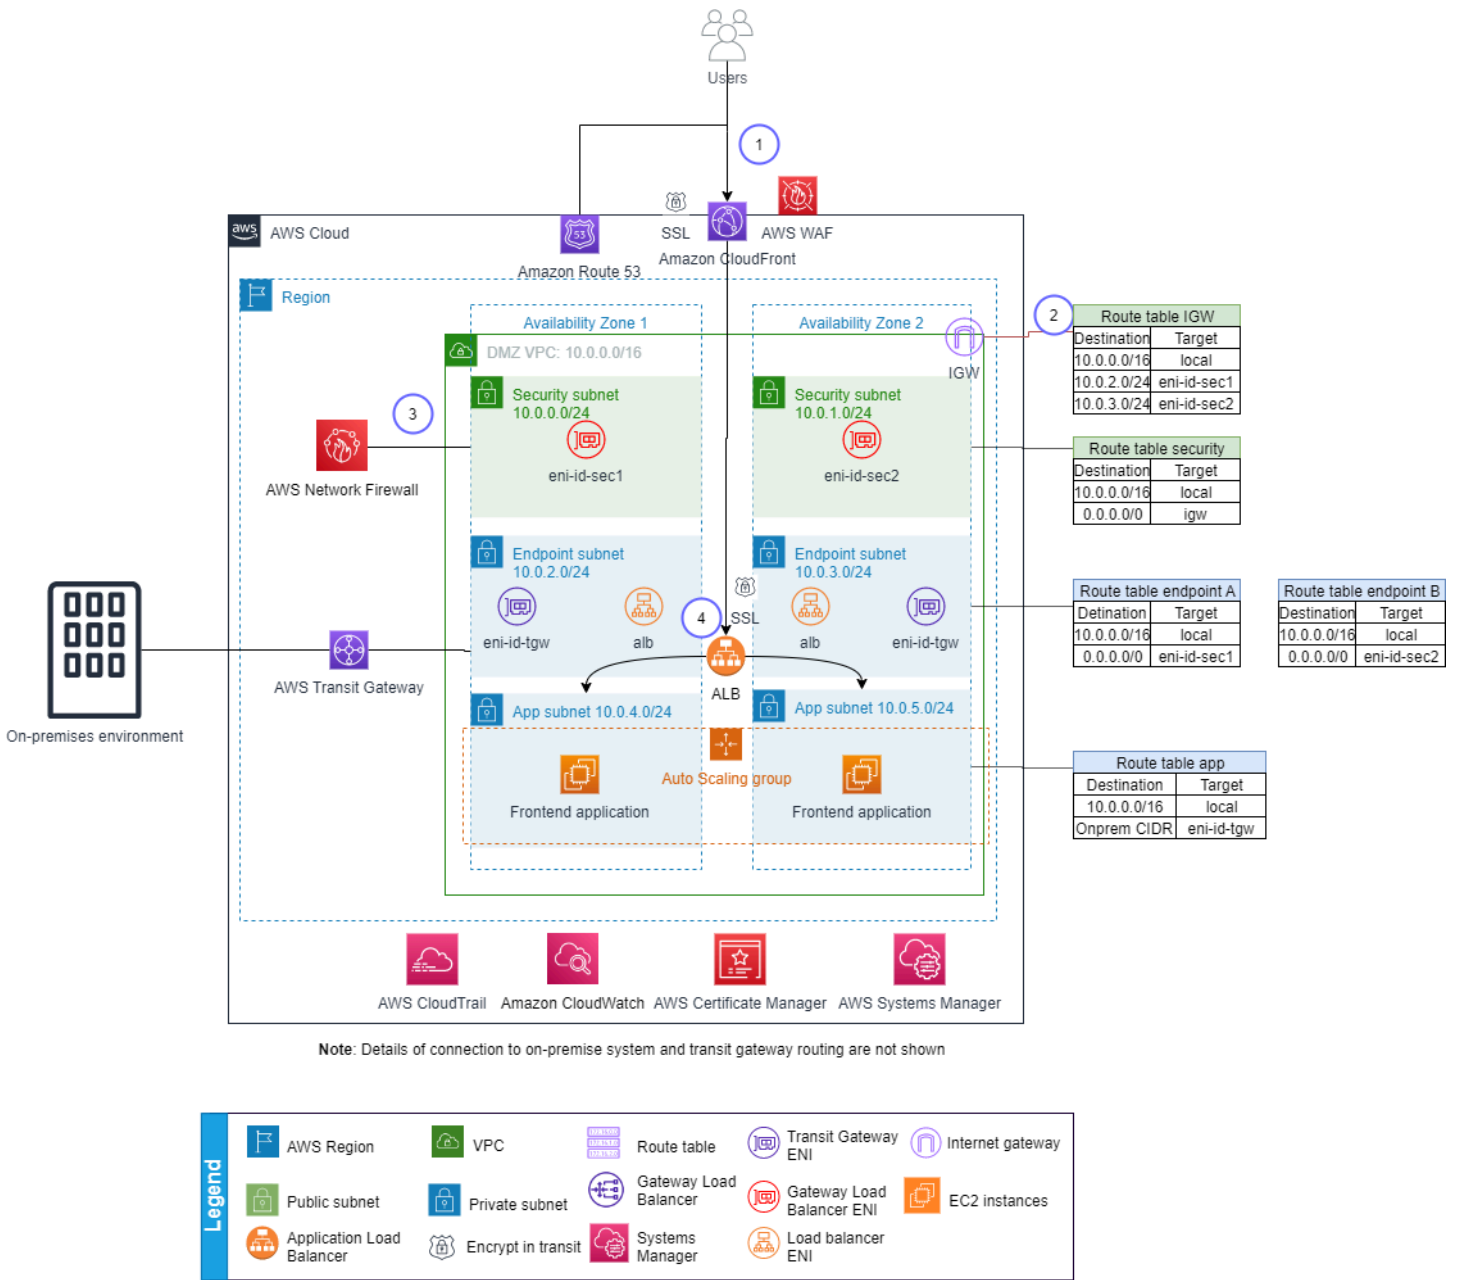 Users
1
aws
AWS Cloud
53
Amazon Route 53
SSL
Amazon CloudFront
AWS WAF
Region
Availability Zone 1
Availability Zone 2
DMZ VPC: 10.0.0.0/16
IGW
2
Route table IGW
Destination Target
10.0.0.0/16 local
10.0.2.0/24 eni-id-sec1
10.0.3.0/24 eni-id-sec2
Security subnet
10.0.0.0/24
eni-id-sec1
Security subnet
10.0.1.0/24
eni-id-sec2
3
AWS Network Firewall
Route table security
Destination Target
10.0.0.0/16 local
0.0.0.0/0 igw
Endpoint subnet
10.0.2.0/24
eni-id-tgw
alb
Endpoint subnet
10.0.3.0/24
alb
eni-id-tgw
4
SSL
ALB
Route table endpoint A
Detination Target
10.0.0.0/16 local
0.0.0.0/0 eni-id-sec1
Route table endpoint B
Destination Target
10.0.0.0/16 local
0.0.0.0/0 eni-id-sec2
On-premises environment
AWS Transit Gateway
App subnet 10.0.4.0/24
App subnet 10.0.5.0/24
Auto Scaling group
Frontend application
Frontend application
Route table app
Destination Target
10.0.0.0/16 local
Onprem CIDR eni-id-tgw
AWS CloudTrail
Amazon CloudWatch
AWS Certificate Manager
AWS Systems Manager
Note: Details of connection to on-premise system and transit gateway routing are not shown
Legend
AWS Region
VPC
Route table
Transit Gateway
ENI
Internet gateway
Public subnet
Private subnet
Gateway Load
Balancer
Gateway Load
Balancer ENI
EC2 instances
Application Load
Balancer
Encrypt in transit
Systems
Manager
Load balancer
ENI